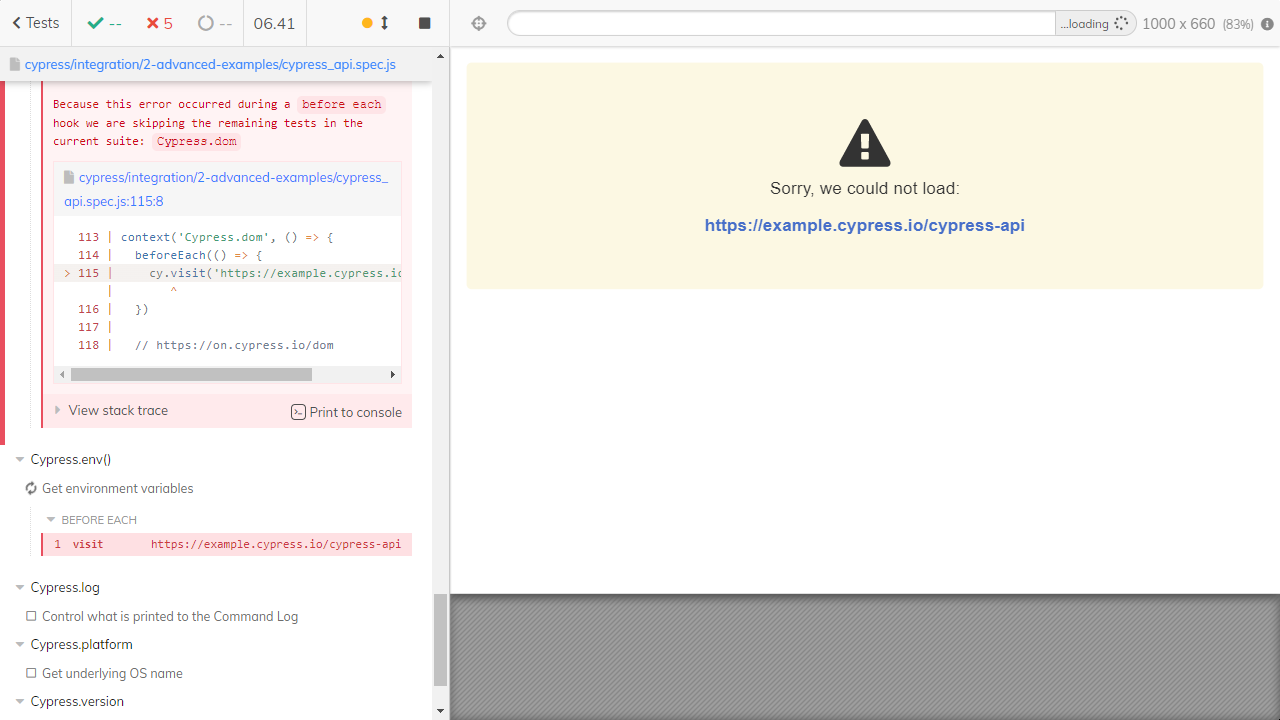 Tests
--
5
--
06.41
...loading
1000 x 660 (83%)
cypress/integration/2-advanced-examples/cypress_api.spec.js
Because this error occurred during a before each
hook we are skipping the remaining tests in the
current suite: Cypress.dom
cypress/integration/2-advanced-examples/cypress_
api.spec.js:115:8
113 | context('Cypress.dom', () => {
114 |   beforeEach(() => {
> 115 |     cy.visit('https://example.cypress.io
|        ^
116 |   })
117 |
118 |   // https://on.cypress.io/dom
View stack trace
Print to console
Cypress.env()
Get environment variables
BEFORE EACH
1 visit https://example.cypress.io/cypress-api
Cypress.log
Control what is printed to the Command Log
Cypress.platform
Get underlying OS name
Cypress.version
Sorry, we could not load:
https://example.cypress.io/cypress-api